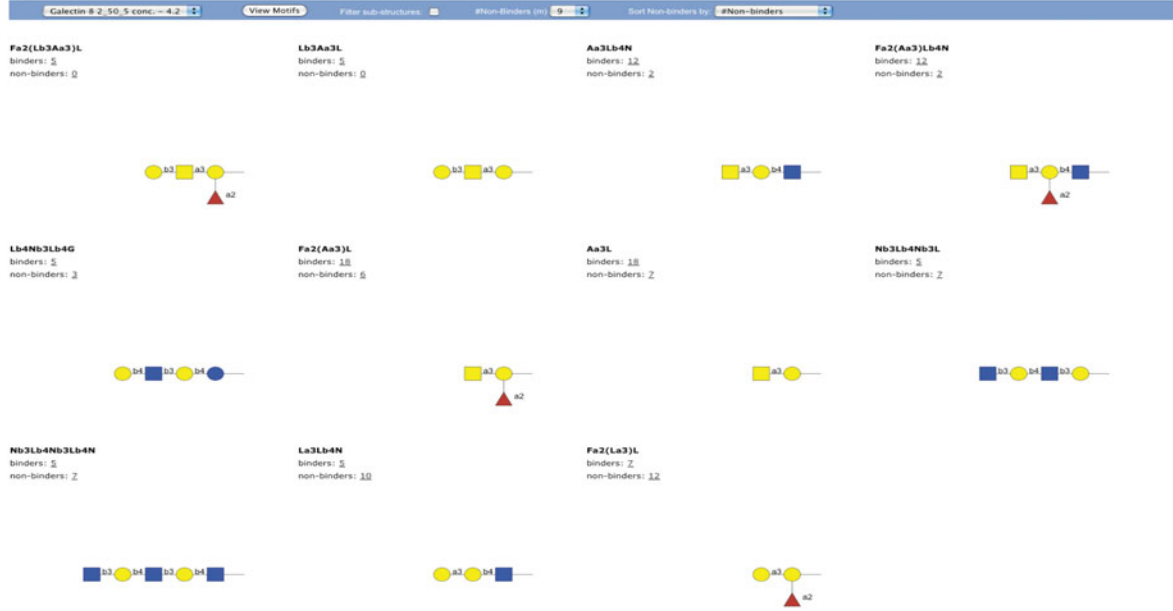 Galectin 8 2_50_5 conc. - 4.2 View Motifs Filter sub-structures: #Non-Binders (m) 9 Sort Non-binders by: #Non-binders
Fa2(Lb3Aa3)L Lb3Aa3L Aa3Lb4N Fa2(Aa3)Lb4N
binders: 5 binders: 5 binders: 12 binders: 12
non-binders: 0 non-binders: 0 non-binders: 2 non-binders: 2
b3 a3 b3 a3 a3 b4 a3 b4
a2 a2
Lb4Nb3Lb4G Fa2(Aa3)L Aa3L Nb3Lb4Nb3L
binders: 5 binders: 18 binders: 18 binders: 5
non-binders: 3 non-binders: 6 non-binders: 7 non-binders: 7
b4 b3 b4 a3 a3 b3 b4 b3
a2
Nb3Lb4Nb3Lb4N La3Lb4N Fa2(La3)L
binders: 5 binders: 5 binders: 7
non-binders: 7 non-binders: 10 non-binders: 12
b3 b4 b3 b4 a3 b4 a3
a2